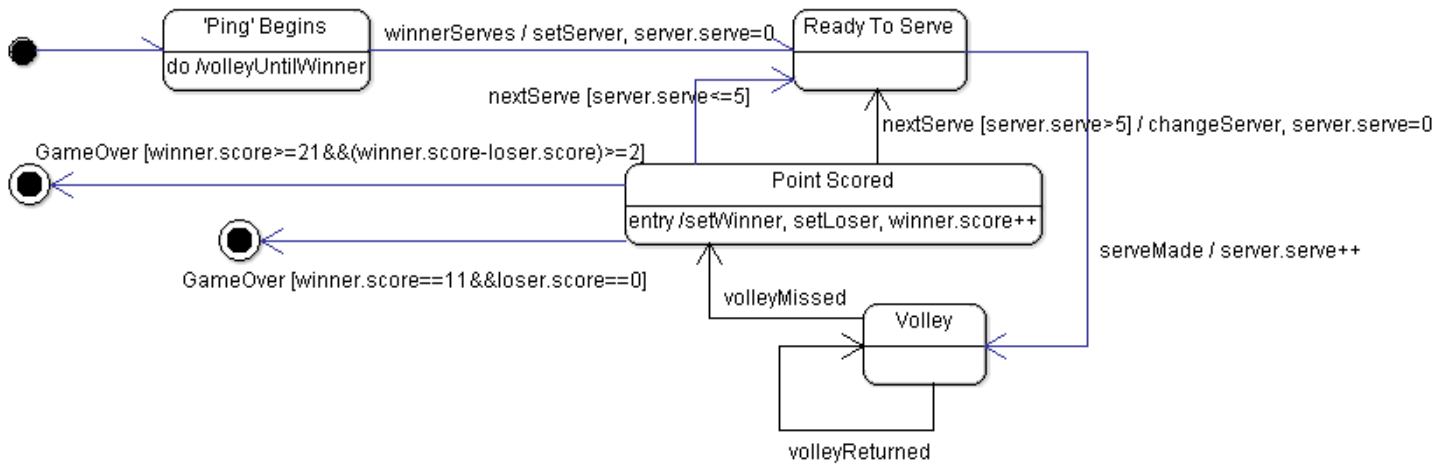 'Ping' Begins
do /volleyUntilWinner
winnerServes / setServer, server.serve=0
Ready To Serve
nextServe [server.serve<=5]
nextServe [server.serve>5] / changeServer, server.serve=0
GameOver [winner.score>=21&&(winner.score-loser.score)>=2]
Point Scored
entry /setWinner, setLoser, winner.score++
serveMade / server.serve++
GameOver [winner.score==11&&loser.score==0]
volleyMissed
Volley
volleyReturned